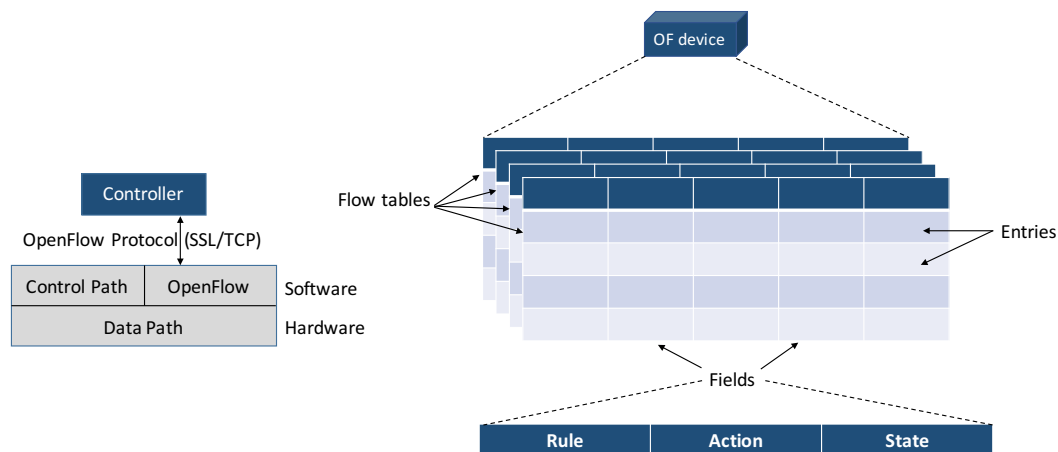 OF device
Controller
OpenFlow Protocol (SSL/TCP)
Control Path
OpenFlow
Software
Data Path
Hardware
Flow tables
Entries
Fields
Rule
Action
State